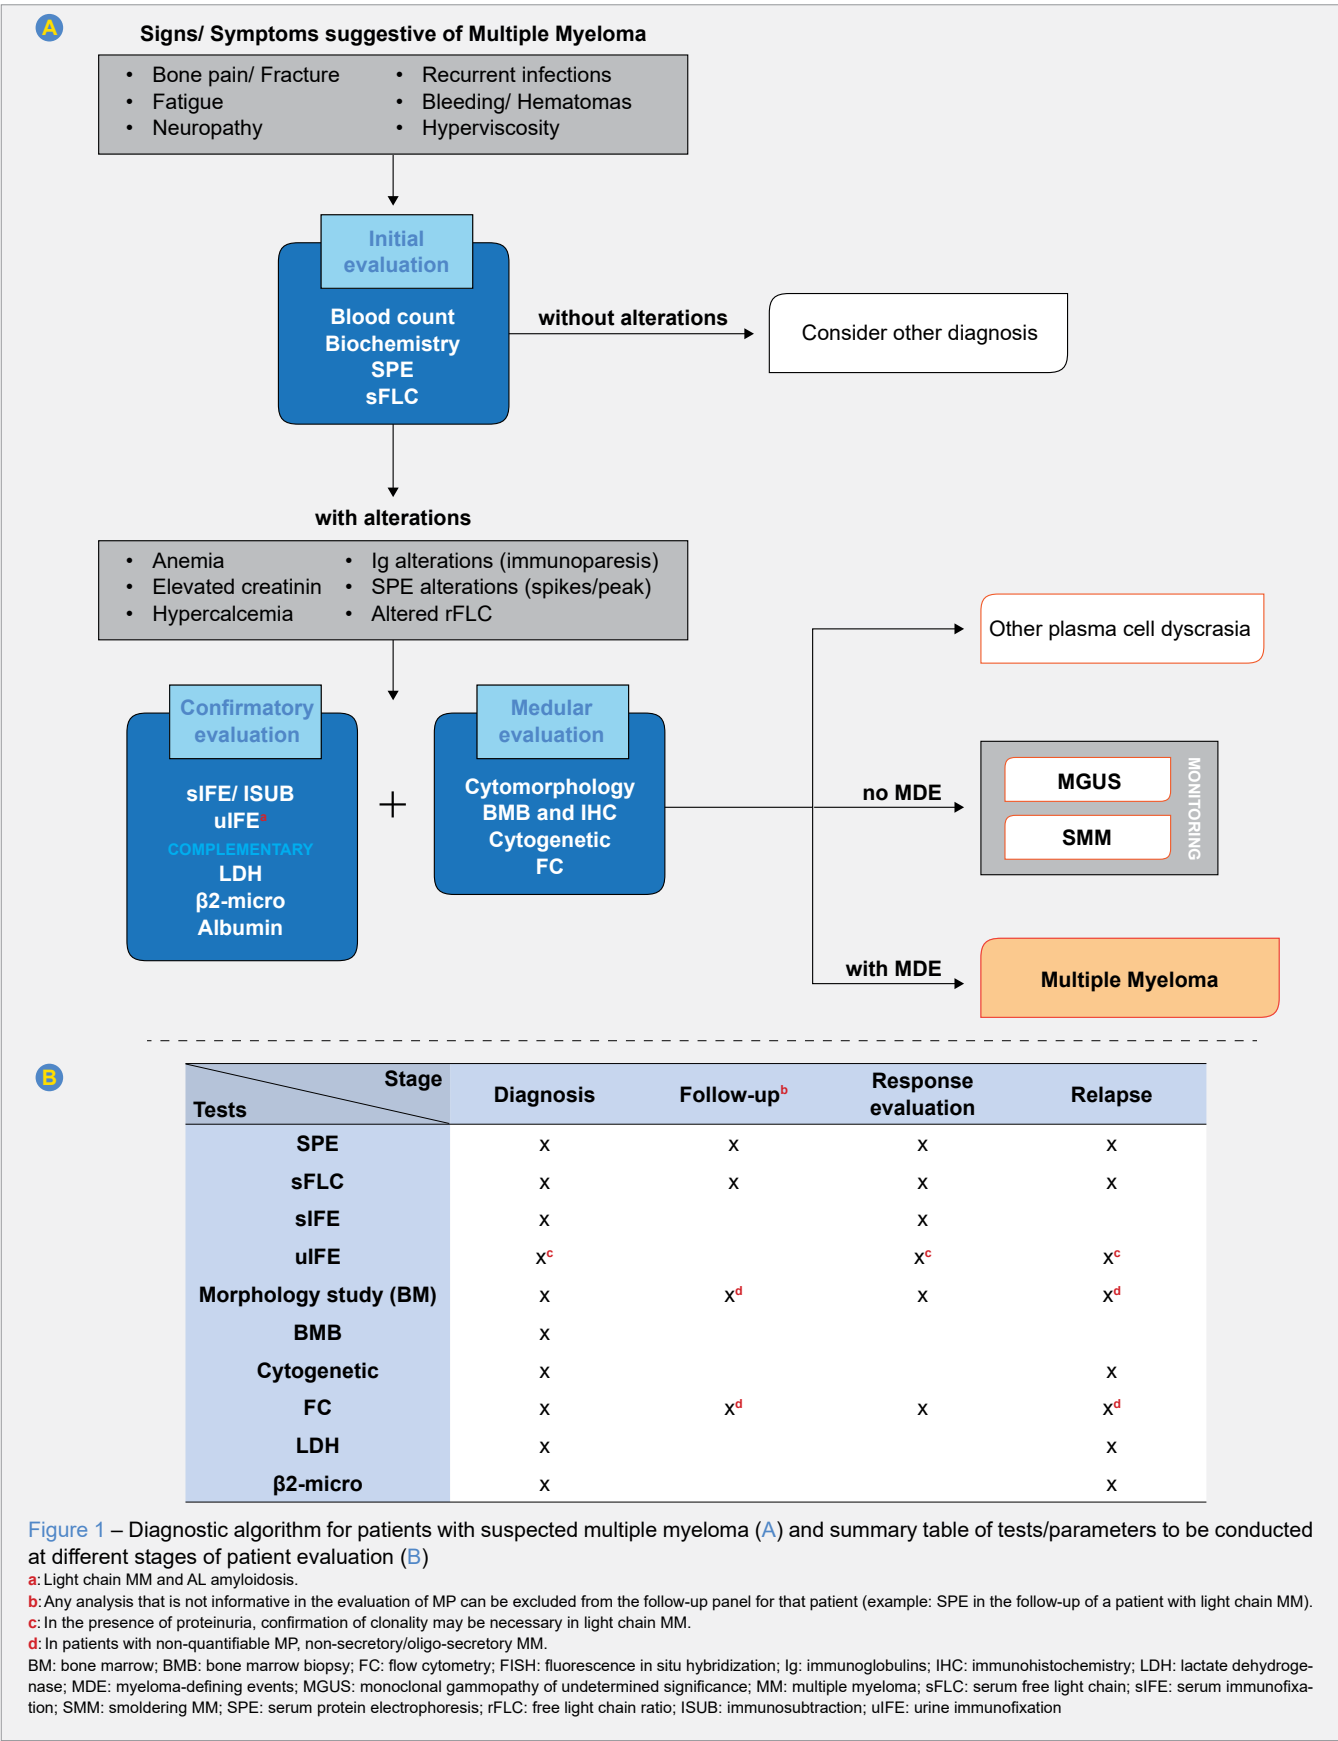 A
Signs/ Symptoms suggestive of Multiple Myeloma
• Bone pain/ Fracture
• Fatigue
• Neuropathy
• Recurrent infections
• Bleeding/ Hematomas
• Hyperviscosity
Initial
evaluation
Blood count
Biochemistry
SPE
sFLC
without alterations
Consider other diagnosis
with alterations
• Anemia
• Elevated creatinin
• Hypercalcemia
• Ig alterations (immunoparesis)
• SPE alterations (spikes/peak)
• Altered rFLC
Confirmatory
evaluation
sIFE/ ISUB
uIFEa
COMPLEMENTARY
LDH
β2-micro
Albumin
+
Medular
evaluation
Cytomorphology
BMB and IHC
Cytogenetic
FC
Other plasma cell dyscrasia
no MDE
MGUS
SMM
MONITORING
with MDE
Multiple Myeloma
B
Stage
Tests
Diagnosis Follow-upb Response evaluation Relapse
SPE x x x x
sFLC x x x x
sIFE x x
uIFE xc xc xc
Morphology study (BM) x xd x xd
BMB x
Cytogenetic x x
FC x xd x xd
LDH x x
β2-micro x x
Figure 1 – Diagnostic algorithm for patients with suspected multiple myeloma (A) and summary table of tests/parameters to be conducted
at different stages of patient evaluation (B)
a: Light chain MM and AL amyloidosis.
b: Any analysis that is not informative in the evaluation of MP can be excluded from the follow-up panel for that patient (example: SPE in the follow-up of a patient with light chain MM).
c: In the presence of proteinuria, confirmation of clonality may be necessary in light chain MM.
d: In patients with non-quantifiable MP, non-secretory/oligo-secretory MM.
BM: bone marrow; BMB: bone marrow biopsy; FC: flow cytometry; FISH: fluorescence in situ hybridization; Ig: immunoglobulins; IHC: immunohistochemistry; LDH: lactate dehydroge-
nase; MDE: myeloma-defining events; MGUS: monoclonal gammopathy of undetermined significance; MM: multiple myeloma; sFLC: serum free light chain; sIFE: serum immunofixa-
tion; SMM: smoldering MM; SPE: serum protein electrophoresis; rFLC: free light chain ratio; ISUB: immunosubtraction; uIFE: urine immunofixation